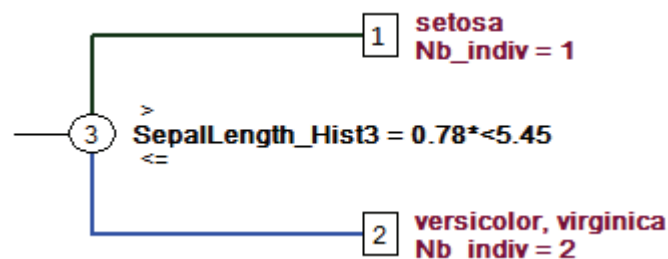 1
setosa
Nb_indiv = 1
>
3
SepalLength_Hist3 = 0.78*<5.45
<=
2
versicolor, virginica
Nb_indiv = 2